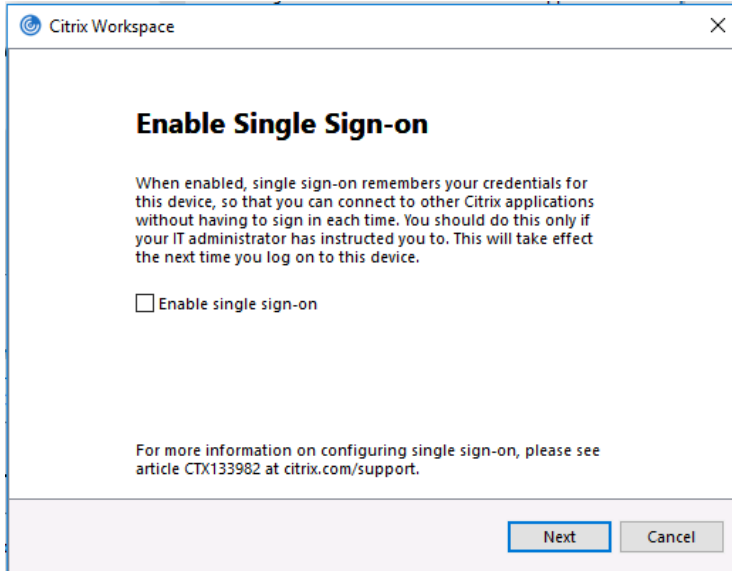 Citrix Workspace
Enable Single Sign-on
When enabled, single sign-on remembers your credentials for
this device, so that you can connect to other Citrix applications
without having to sign in each time. You should do this only if
your IT administrator has instructed you to. This will take effect
the next time you log on to this device.
Enable single sign-on
For more information on configuring single sign-on, please see
article CTX133982 at citrix.com/support.
Next Cancel